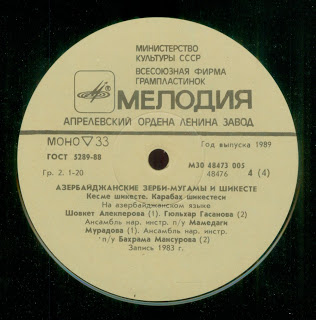 МИНИСТЕРСТВО
КУЛЬТУРЫ СССР
ВСЕСОЮЗНАЯ ФИРМА
ГРАМПЛАСТИНОК
МЕЛОДИЯ
АПРЕЛЕВСКИЙ ОРДЕНА ЛЕНИНА ЗАВОД
МОНО ▽ 33
Год выпуска 1989
ГОСТ 5289-88
М30 48473 005
Гр. 2. 1-20
48476 4 (4)
АЗЕРБАЙДЖАНСКИЕ ЗЕРБИ-МУГАМЫ И ШИКЕСТЕ
Кесме шикесте. Карабах шикестеси
На азербайджанском языке
Шовкет Алекперова (1). Гюльхар Гасанова (2)
Ансамбль нар. инстр. п/у Мамедаги
Мурадова (1). Ансамбль нар. инстр.
п/у Бахрама Мансурова (2)
Запись 1983 г.